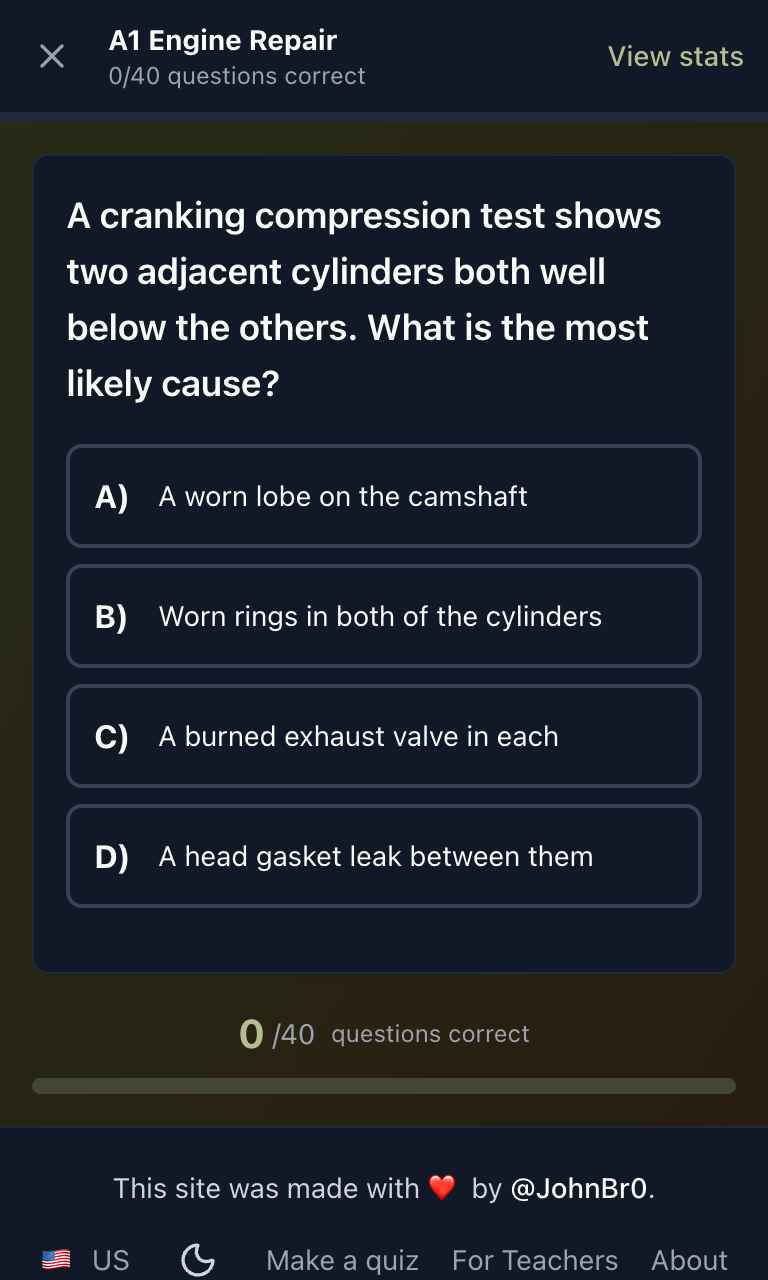 A1 Engine Repair
0/40 questions correct
View stats
A cranking compression test shows
two adjacent cylinders both well
below the others. What is the most
likely cause?
A) A worn lobe on the camshaft
B) Worn rings in both of the cylinders
C) A burned exhaust valve in each
D) A head gasket leak between them
0 /40 questions correct
This site was made with ❤️ by @JohnBr0.
🇺🇸 US Make a quiz For Teachers About